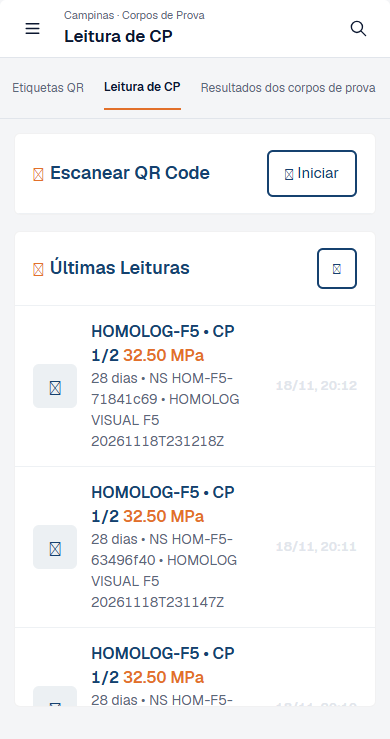 Campinas · Corpos de Prova
Leitura de CP
Etiquetas QR
Leitura de CP
Resultados dos corpos de prova
Escanear QR Code
Iniciar
Últimas Leituras
HOMOLOG-F5 • CP
1/2 32.50 MPa
28 dias • NS HOM-F5-
71841c69 • HOMOLOG
VISUAL F5
20261118T231218Z
18/11, 20:12
HOMOLOG-F5 • CP
1/2 32.50 MPa
28 dias • NS HOM-F5-
63496f40 • HOMOLOG
VISUAL F5
20261118T231147Z
18/11, 20:11
HOMOLOG-F5 • CP
1/2 32.50 MPa
28 dias • NS HOM-F5-